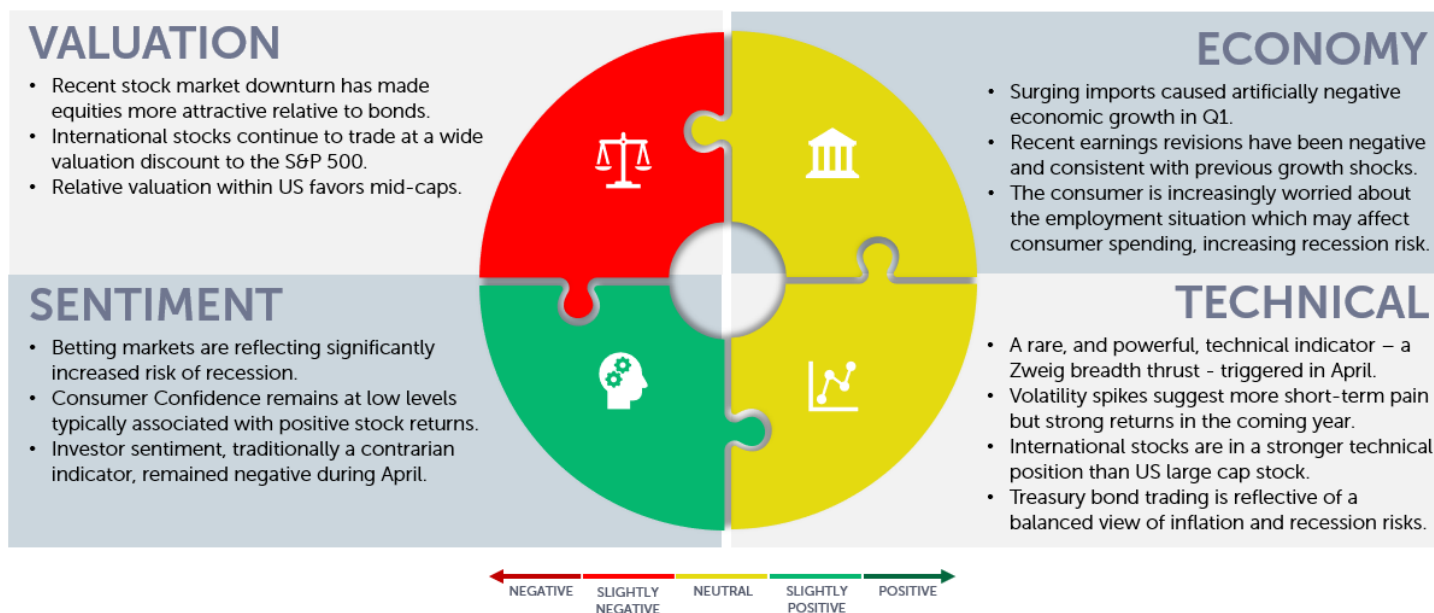 VALUATION
• Recent stock market downturn has made
equities more attractive relative to bonds.
• International stocks continue to trade at a wide
valuation discount to the S&P 500.
• Relative valuation within US favors mid-caps.
ECONOMY
• Surging imports caused artificially negative
economic growth in Q1.
• Recent earnings revisions have been negative
and consistent with previous growth shocks.
• The consumer is increasingly worried about
the employment situation which may affect
consumer spending, increasing recession risk.
SENTIMENT
• Betting markets are reflecting significantly
increased risk of recession.
• Consumer Confidence remains at low levels
typically associated with positive stock returns.
• Investor sentiment, traditionally a contrarian
indicator, remained negative during April.
TECHNICAL
• A rare, and powerful, technical indicator – a
Zweig breadth thrust - triggered in April.
• Volatility spikes suggest more short-term pain
but strong returns in the coming year.
• International stocks are in a stronger technical
position than US large cap stock.
• Treasury bond trading is reflective of a
balanced view of inflation and recession risks.
NEGATIVE
SLIGHTLY
NEGATIVE
NEUTRAL
SLIGHTLY
POSITIVE
POSITIVE